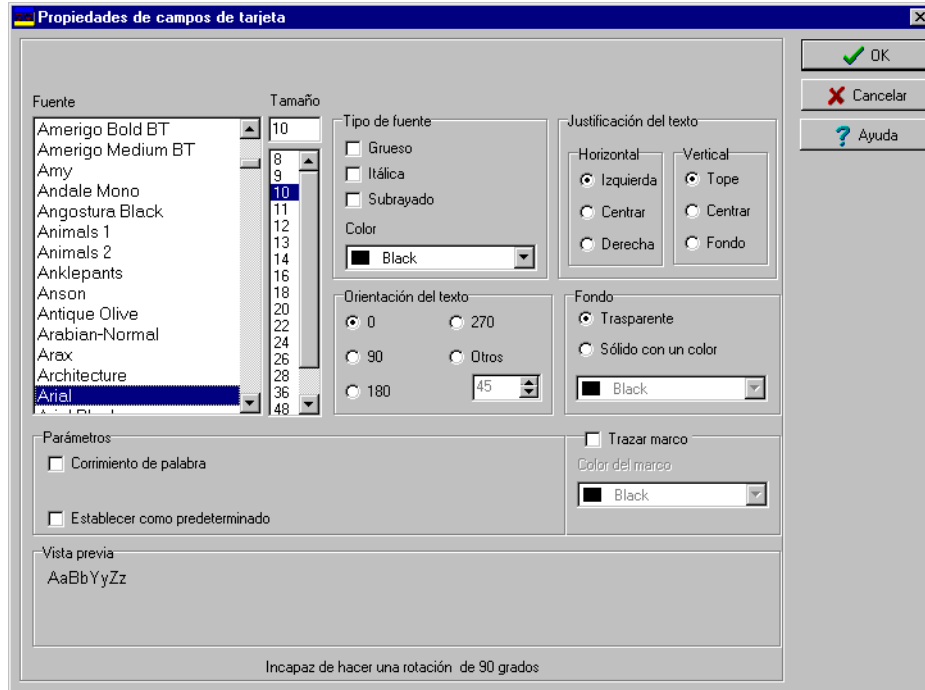 Propiedades de campos de tarjeta
OK
Cancelar
Ayuda
Fuente
Amerigo Bold BT
Amerigo Medium BT
Amy
Andale Mono
Angostura Black
Animals 1
Animals 2
Anklepants
Anson
Antique Olive
Arabian-Normal
Arax
Architecture
Arial
Tamaño
10
8
9
10
11
12
13
14
16
18
20
22
24
26
28
36
48
Tipo de fuente
Grueso
Itálica
Subrayado
Color
Black
Justificación del texto
Horizontal
Izquierda
Centrar
Derecha
Vertical
Tope
Centrar
Fondo
Orientación del texto
0
270
90
Otros
180
45
Fondo
Trasparente
Sólido con un color
Black
Parámetros
Corrimiento de palabra
Establecer como predeterminado
Trazar marco
Color del marco
Black
Vista previa
AaBbYyZz
Incapaz de hacer una rotación de 90 grados